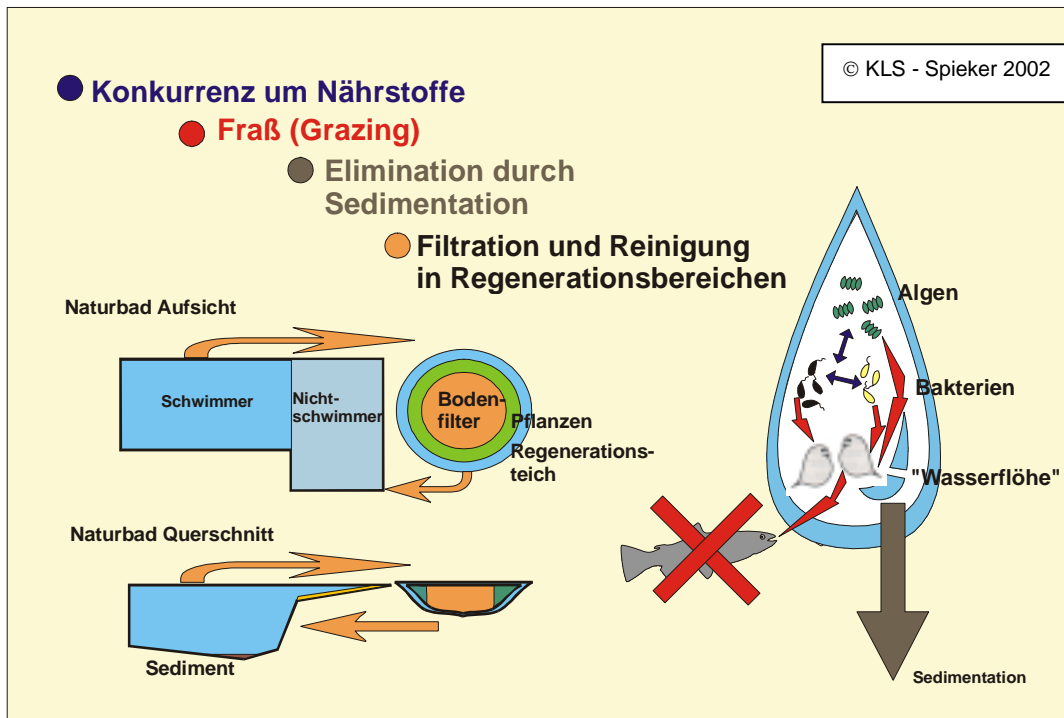 © KLS - Spieker 2002
Konkurrenz um Nährstoffe
Fraß (Grazing)
Elimination durch
Sedimentation
Filtration und Reinigung
in Regenerationsbereichen
Naturbad Aufsicht
Schwimmer
Nicht-
schwimmer
Boden-
filter
Pflanzen
Regenerations-
teich
Naturbad Querschnitt
Sediment
Algen
Bakterien
"Wasserflöhe"
Sedimentation